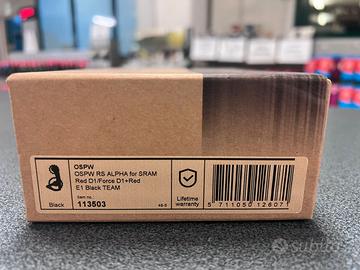 OSPW
OSPW RS ALPHA for SRAM
Red D1/Force D1+Red
E1 Black TEAM
Item no.:
113503
Black
Lifetime
warranty
5 711050 12607
subito